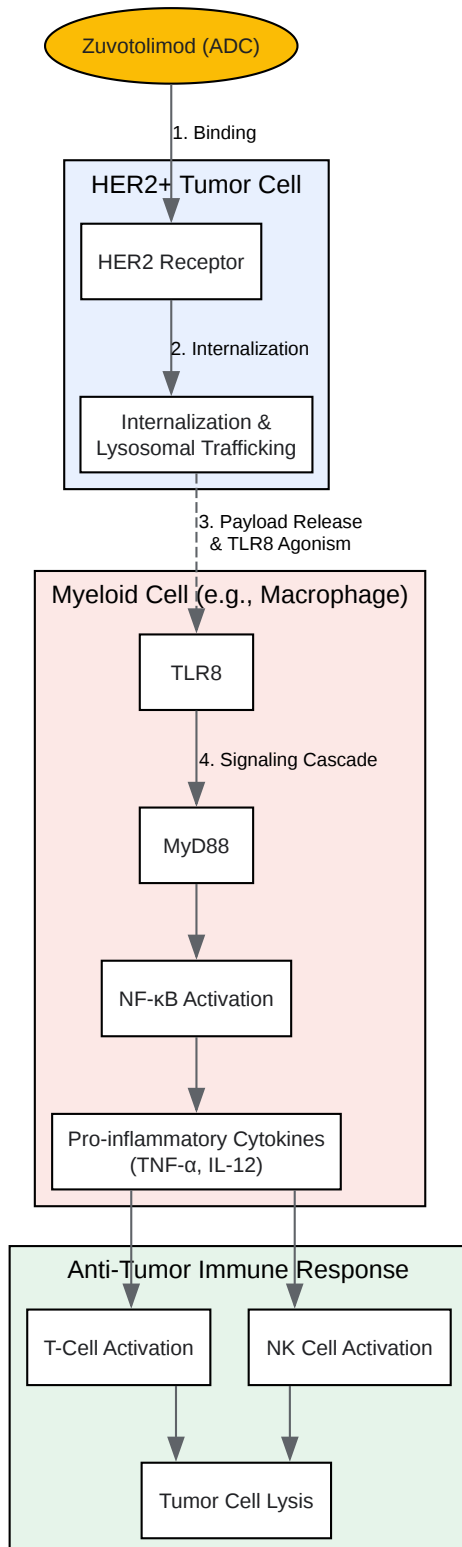 Zuvotolimod (ADC)
1. Binding
HER2+ Tumor Cell
HER2 Receptor
2. Internalization
Internalization &
Lysosomal Trafficking
3. Payload Release
& TLR8 Agonism
Myeloid Cell (e.g., Macrophage)
TLR8
4. Signaling Cascade
MyD88
NF-κB Activation
Pro-inflammatory Cytokines
(TNF-α, IL-12)
Anti-Tumor Immune Response
T-Cell Activation
NK Cell Activation
Tumor Cell Lysis